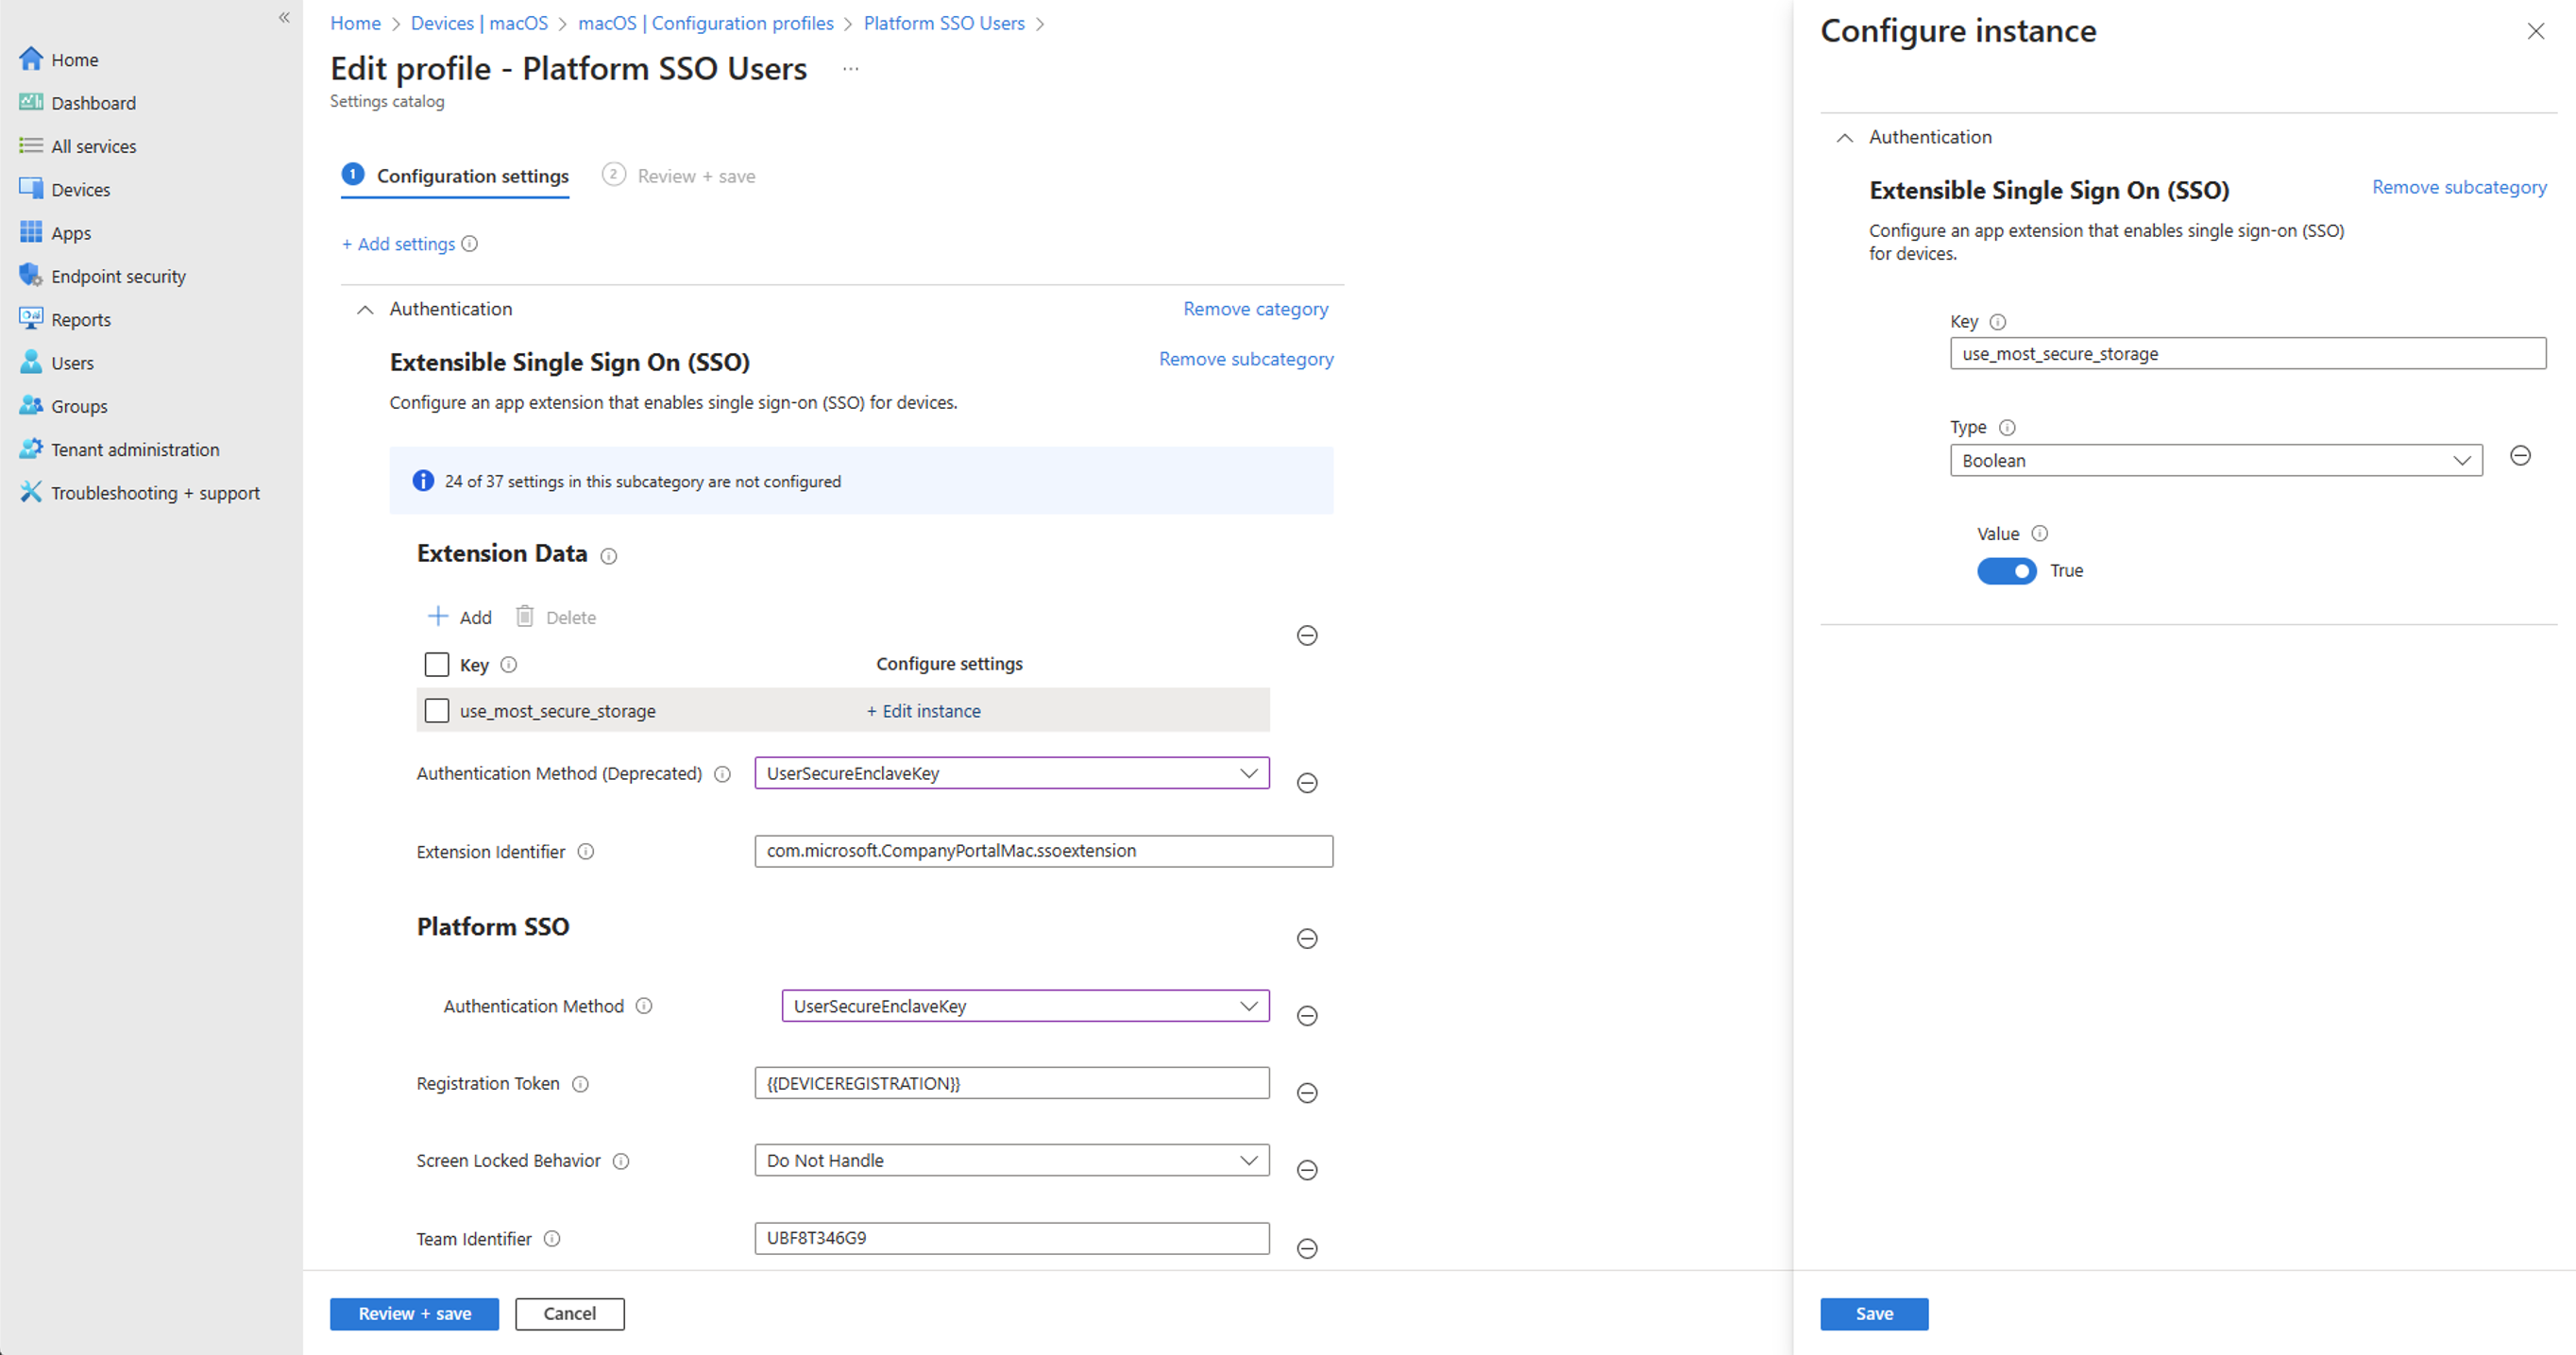 «
Home
Dashboard
All services
Devices
Apps
Endpoint security
Reports
Users
Groups
Tenant administration
Troubleshooting + support
Home > Devices | macOS > macOS | Configuration profiles > Platform SSO Users >
Edit profile - Platform SSO Users ...
Settings catalog
1 Configuration settings 2 Review + save
+ Add settings
Authentication Remove category
Extensible Single Sign On (SSO) Remove subcategory
Configure an app extension that enables single sign-on (SSO) for devices.
24 of 37 settings in this subcategory are not configured
Extension Data
Add Delete
Key Configure settings
use_most_secure_storage + Edit instance
Authentication Method (Deprecated) UserSecureEnclaveKey
Extension Identifier com.microsoft.CompanyPortalMac.ssoextension
Platform SSO
Authentication Method UserSecureEnclaveKey
Registration Token {{DEVICEREGISTRATION}}
Screen Locked Behavior Do Not Handle
Team Identifier UBF8T346G9
Review + save Cancel
Configure instance
Authentication
Extensible Single Sign On (SSO) Remove subcategory
Configure an app extension that enables single sign-on (SSO)
for devices.
Key
use_most_secure_storage
Type
Boolean
Value
True
Save